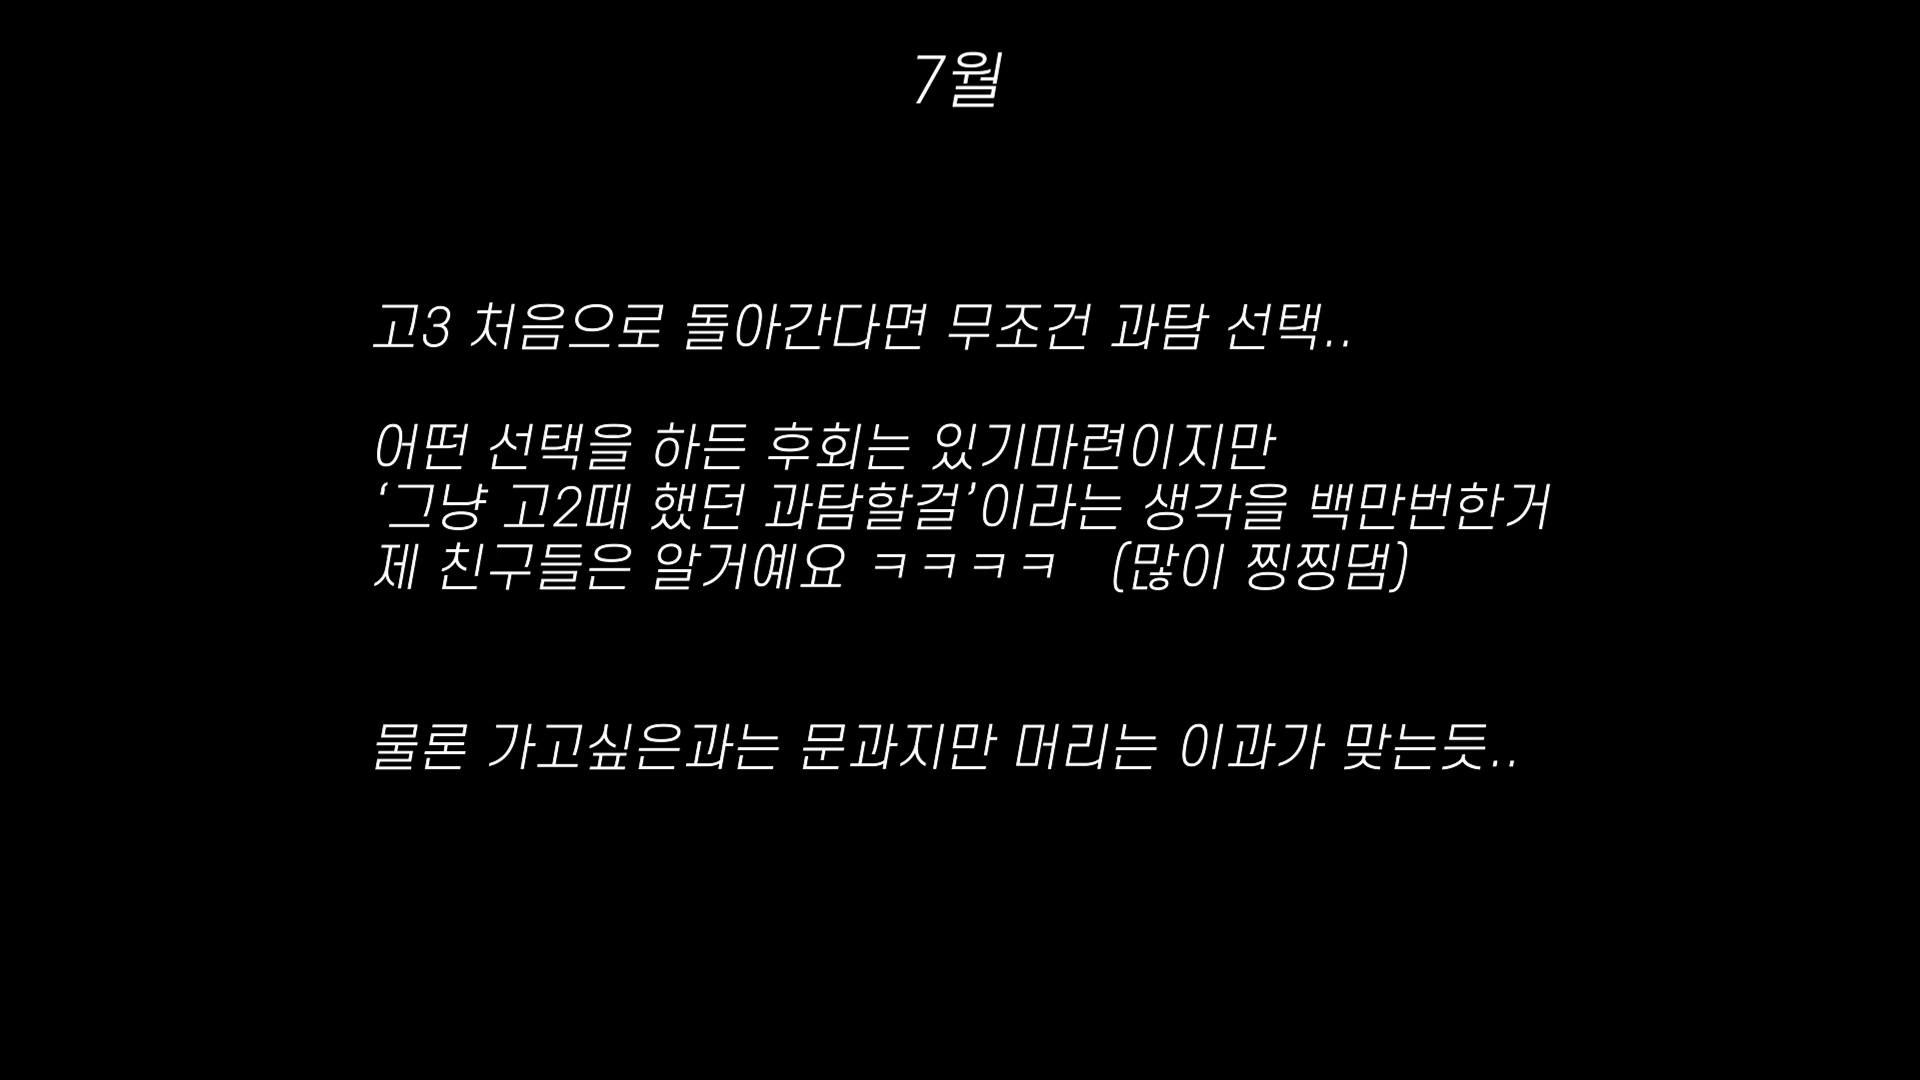 7월
고3 처음으로 돌아간다면 무조건 과탐 선택..
어떤 선택을 하든 후회는 있기마련이지만
‘그냥 고2때 했던 과탐할걸’이라는 생각을 백만번한거
제 친구들은 알거예요 ㅋㅋㅋㅋ (많이 찡찡댐)
물론 가고싶은과는 문과지만 머리는 이과가 맞는듯..